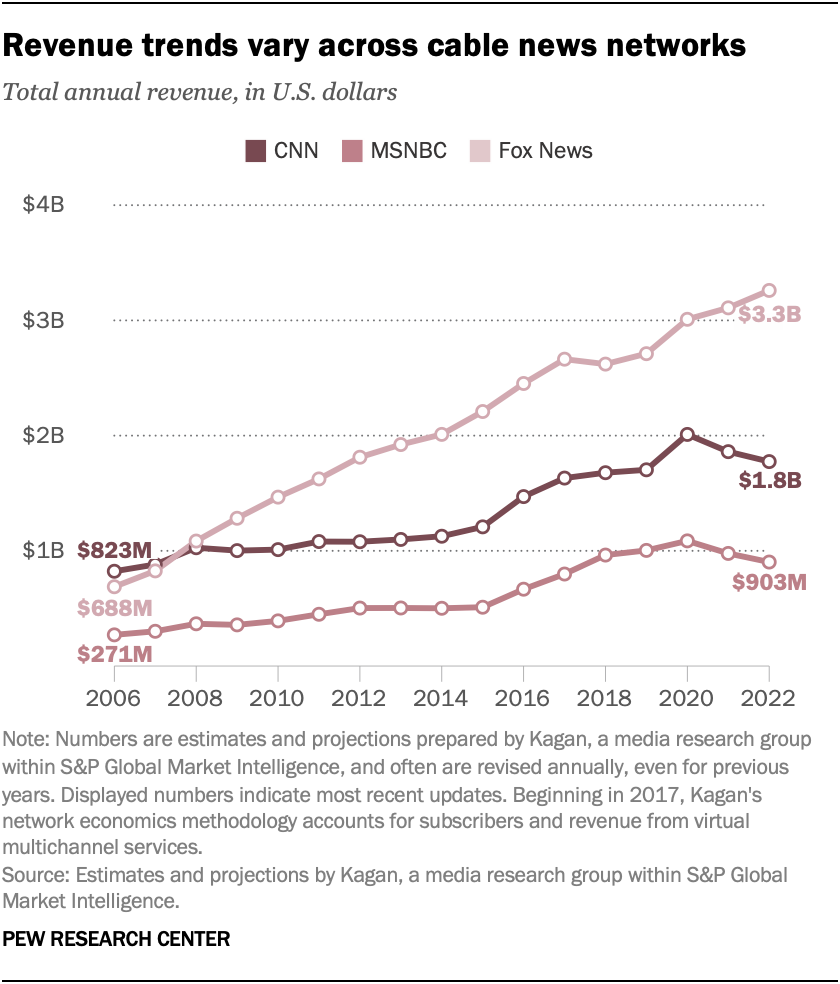 Revenue trends vary across cable news networks
Total annual revenue, in U.S. dollars
CNN MSNBC Fox News
$4B
$3B
$3.3B
$2B
$1.8B
$1B
$823M
$903M
$688M
$271M
2006 2008 2010 2012 2014 2016 2018 2020 2022
Note: Numbers are estimates and projections prepared by Kagan, a media research group
within S&P Global Market Intelligence, and often are revised annually, even for previous
years. Displayed numbers indicate most recent updates. Beginning in 2017, Kagan's
network economics methodology accounts for subscribers and revenue from virtual
multichannel services.
Source: Estimates and projections by Kagan, a media research group within S&P Global
Market Intelligence.
PEW RESEARCH CENTER